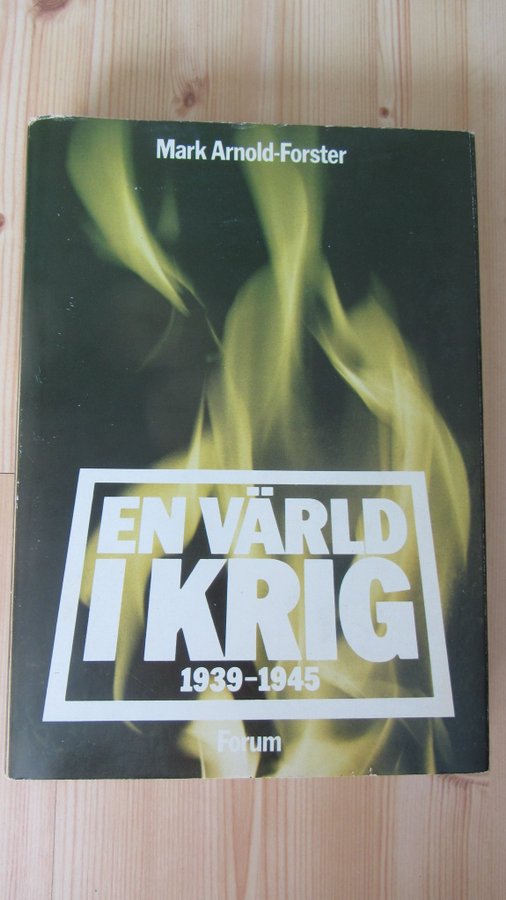 Mark Arnold-Forster
EN VÄRLD
I KRIG
1939–1945
Forum